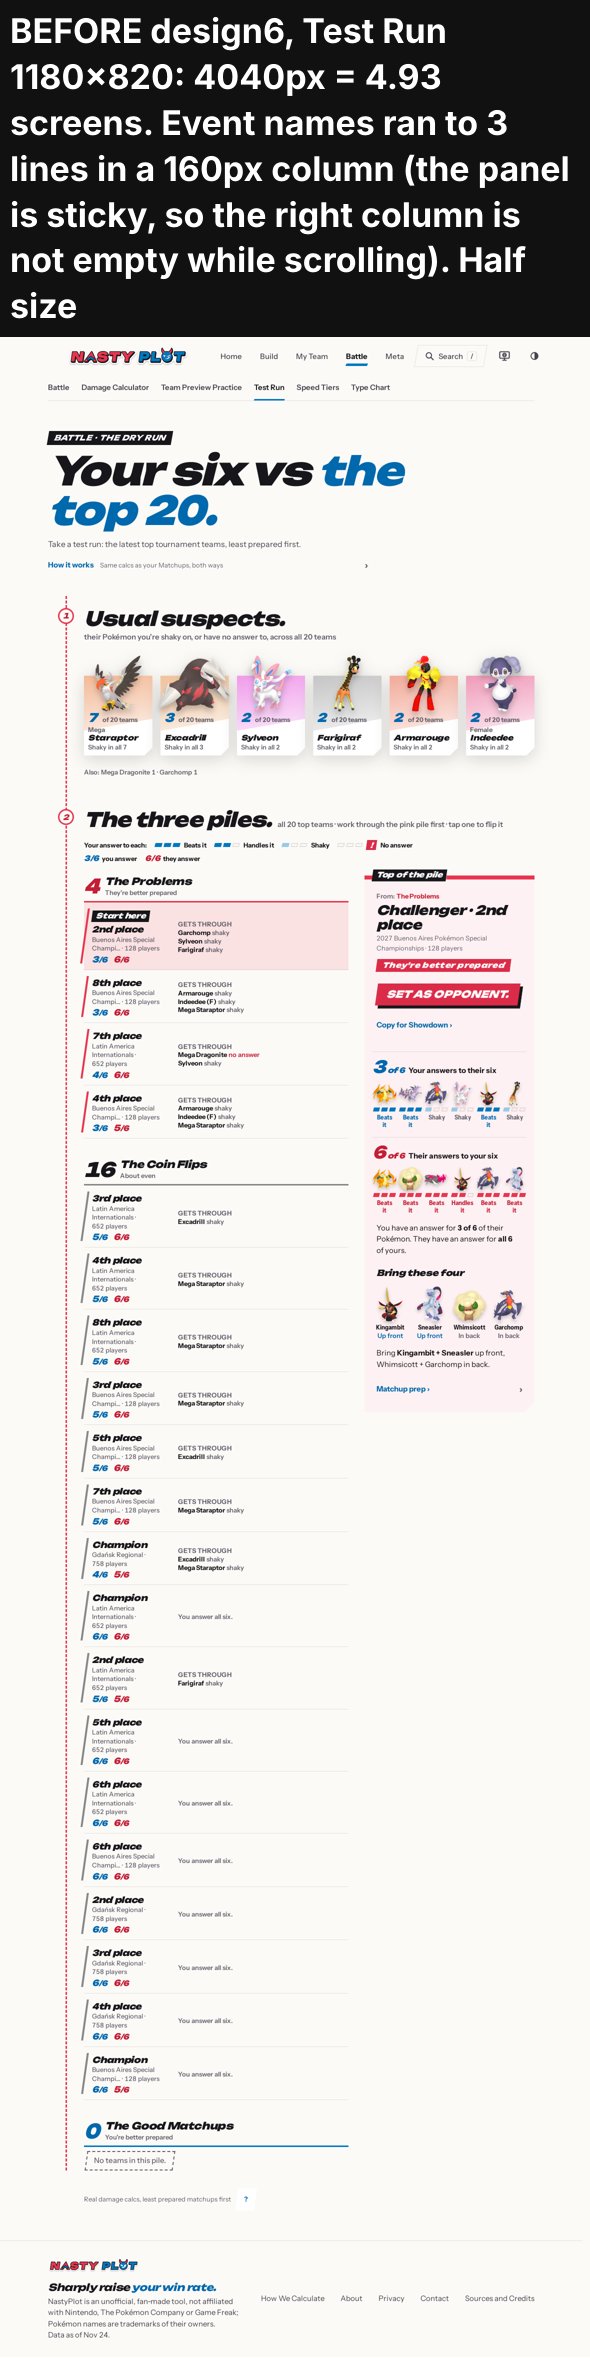 BEFORE design6, Test Run
1180×820: 4040px = 4.93
screens. Event names ran to 3
lines in a 160px column (the panel
is sticky, so the right column is
not empty while scrolling). Half
size
NASTY PLOT
Home Build My Team Battle Meta Search /
Battle Damage Calculator Team Preview Practice Test Run Speed Tiers Type Chart
BATTLE · THE DRY RUN
Your six vs the
top 20.
Take a test run: the latest top tournament teams, least prepared first.
How it works Same calcs as your Matchups, both ways ›
1 Usual suspects.
their Pokémon you're shaky on, or have no answer to, across all 20 teams
7 of 20 teams
Mega
Staraptor
Shaky in all 7
3 of 20 teams
Excadrill
Shaky in all 3
2 of 20 teams
Sylveon
Shaky in all 2
2 of 20 teams
Farigiraf
Shaky in all 2
2 of 20 teams
Armarouge
Shaky in all 2
2 of 20 teams
Female
Indeedee
Shaky in all 2
Also: Mega Dragonite 1 · Garchomp 1
2 The three piles. all 20 top teams · work through the pink pile first · tap one to flip it
Your answer to each: Beats it Handles it Shaky ! No answer
3/6 you answer 6/6 they answer
4 The Problems
They're better prepared
Start here
2nd place
Buenos Aires Special
Champi... · 128 players
3/6 6/6
GETS THROUGH
Garchomp shaky
Sylveon shaky
Farigiraf shaky
8th place
Buenos Aires Special
Champi... · 128 players
3/6 6/6
GETS THROUGH
Armarouge shaky
Indeedee (F) shaky
Mega Staraptor shaky
7th place
Latin America
Internationals ·
652 players
4/6 6/6
GETS THROUGH
Mega Dragonite no answer
Sylveon shaky
4th place
Buenos Aires Special
Champi... · 128 players
3/6 5/6
GETS THROUGH
Armarouge shaky
Indeedee (F) shaky
Mega Staraptor shaky
16 The Coin Flips
About even
3rd place
Latin America
Internationals ·
652 players
5/6 6/6
GETS THROUGH
Excadrill shaky
4th place
Latin America
Internationals ·
652 players
5/6 6/6
GETS THROUGH
Mega Staraptor shaky
8th place
Latin America
Internationals ·
652 players
5/6 6/6
GETS THROUGH
Mega Staraptor shaky
3rd place
Buenos Aires Special
Champi... · 128 players
5/6 6/6
GETS THROUGH
Mega Staraptor shaky
5th place
Buenos Aires Special
Champi... · 128 players
5/6 6/6
GETS THROUGH
Excadrill shaky
7th place
Buenos Aires Special
Champi... · 128 players
5/6 6/6
GETS THROUGH
Mega Staraptor shaky
Champion
Gdańsk Regional ·
758 players
4/6 5/6
GETS THROUGH
Excadrill shaky
Mega Staraptor shaky
Champion
Latin America
Internationals ·
652 players
6/6 6/6
You answer all six.
2nd place
Latin America
Internationals ·
652 players
5/6 5/6
GETS THROUGH
Farigiraf shaky
5th place
Latin America
Internationals ·
652 players
6/6 6/6
You answer all six.
6th place
Latin America
Internationals ·
652 players
6/6 6/6
You answer all six.
6th place
Buenos Aires Special
Champi... · 128 players
6/6 6/6
You answer all six.
2nd place
Gdańsk Regional ·
758 players
6/6 6/6
You answer all six.
3rd place
Gdańsk Regional ·
758 players
6/6 6/6
You answer all six.
4th place
Gdańsk Regional ·
758 players
6/6 6/6
You answer all six.
Champion
Buenos Aires Special
Champi... · 128 players
6/6 5/6
You answer all six.
0 The Good Matchups
You're better prepared
No teams in this pile.
Top of the pile
From: The Problems
Challenger · 2nd
place
2027 Buenos Aires Pokémon Special
Championships · 128 players
They're better prepared
SET AS OPPONENT.
Copy for Showdown ›
3 of 6 Your answers to their six
Beats it Beats it Shaky Shaky Beats it Shaky
6 of 6 Their answers to your six
Beats it Beats it Beats it Handles it Beats it Beats it
You have an answer for 3 of 6 of their
Pokémon. They have an answer for all 6
of yours.
Bring these four
Kingambit Sneasler Whimsicott Garchomp
Up front Up front In back In back
Bring Kingambit + Sneasler up front,
Whimsicott + Garchomp in back.
Matchup prep › ›
Real damage calcs, least prepared matchups first ?
NASTY PLOT
Sharply raise your win rate.
NastyPlot is an unofficial, fan-made tool, not affiliated
with Nintendo, The Pokémon Company or Game Freak;
Pokémon names are trademarks of their owners.
Data as of Nov 24.
How We Calculate About Privacy Contact Sources and Credits